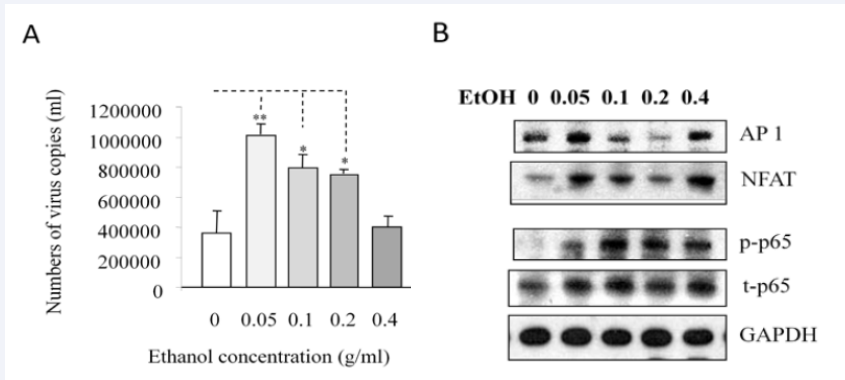 A
Numbers of virus copies (ml)
1200000
1000000
800000
600000
400000
200000
0
**
*
*
0 0.05 0.1 0.2 0.4
Ethanol concentration (g/ml)
B
EtOH 0 0.05 0.1 0.2 0.4
AP 1
NFAT
p-p65
t-p65
GAPDH